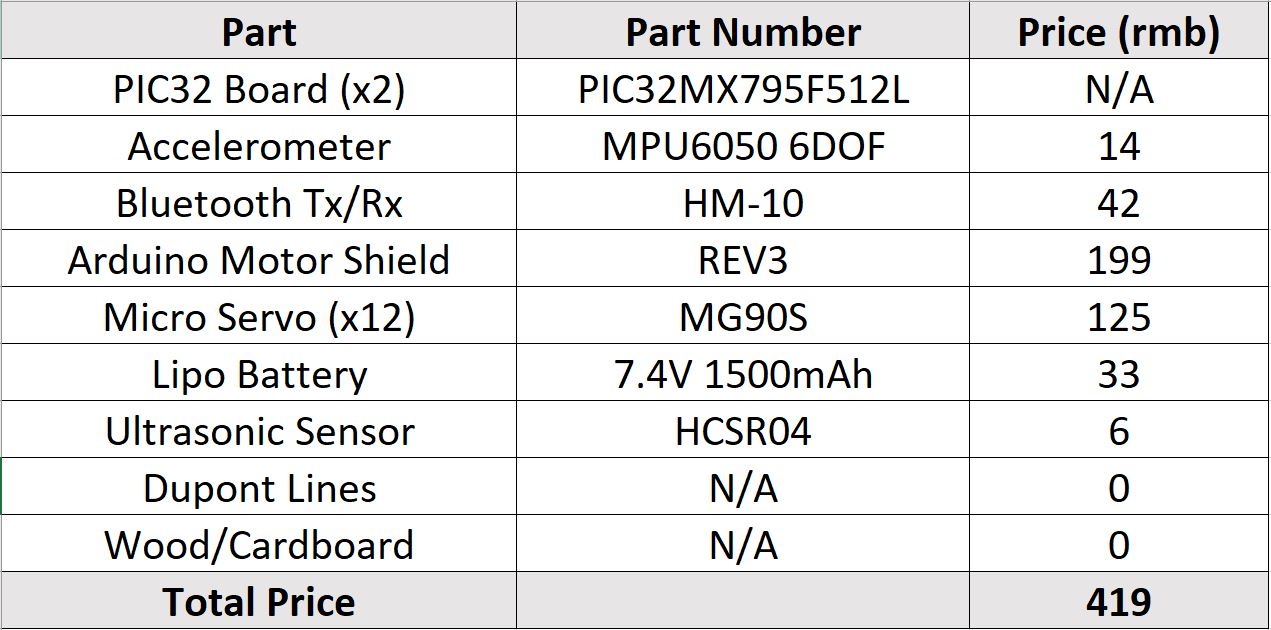 Part Part Number Price (rmb)
PIC32 Board (x2) PIC32MX795F512L N/A
Accelerometer MPU6050 6DOF 14
Bluetooth Tx/Rx HM-10 42
Arduino Motor Shield REV3 199
Micro Servo (x12) MG90S 125
Lipo Battery 7.4V 1500mAh 33
Ultrasonic Sensor HCSR04 6
Dupont Lines N/A 0
Wood/Cardboard N/A 0
Total Price 419